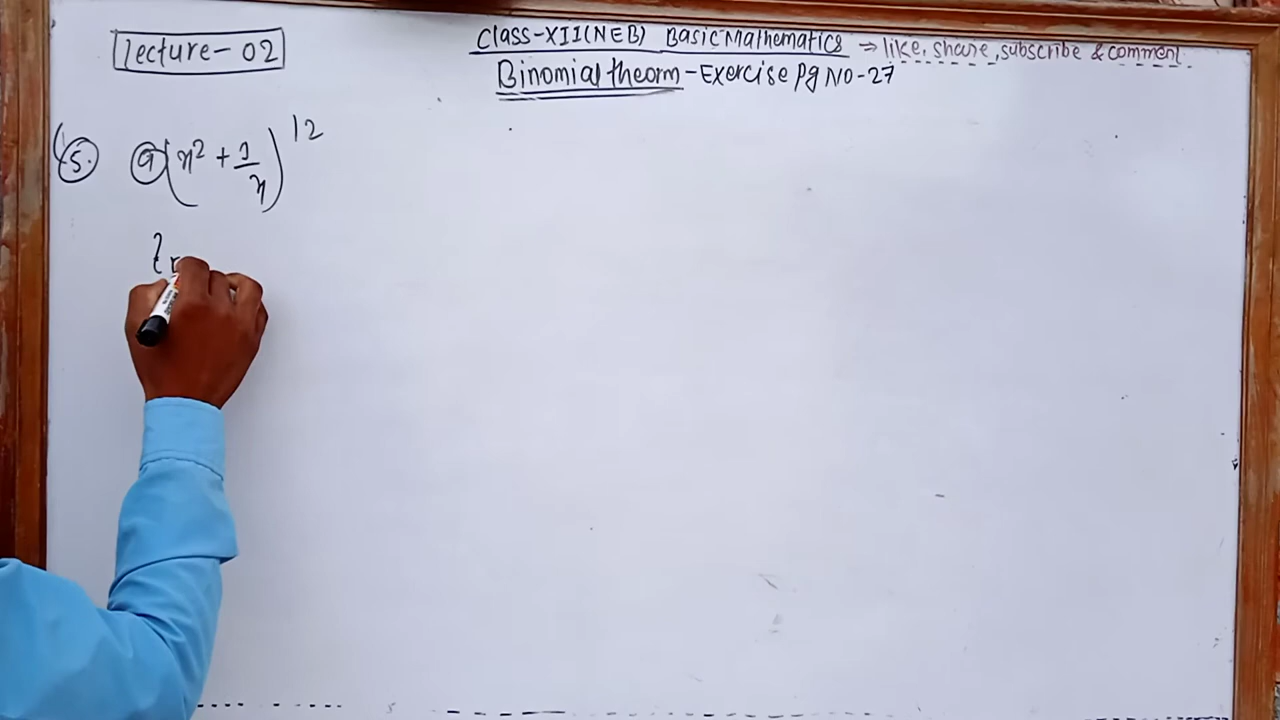 Lecture-02
Class-XII(NEB) Basic Mathematics → like, share, subscribe & comment
Binomial theorm - Exercise Pg No-27
5. a (x² + 1/x)^12
t r